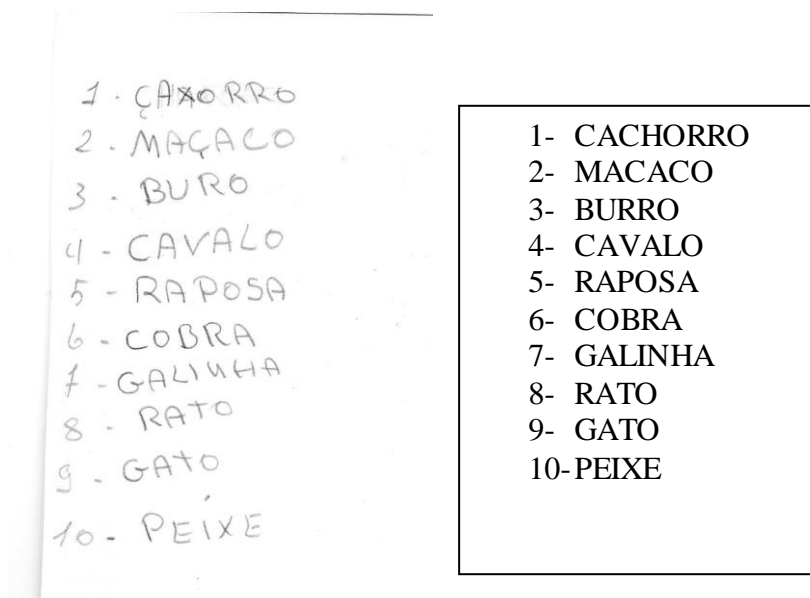 1 - ÇAXORRO
2 - MAÇACO
3 - BURO
4 - CAVALO
5 - RAPOSA
6 - COBRA
7 - GALINHA
8 - RATO
9 - GATO
10 - PEIXE
1- CACHORRO
2- MACACO
3- BURRO
4- CAVALO
5- RAPOSA
6- COBRA
7- GALINHA
8- RATO
9- GATO
10- PEIXE